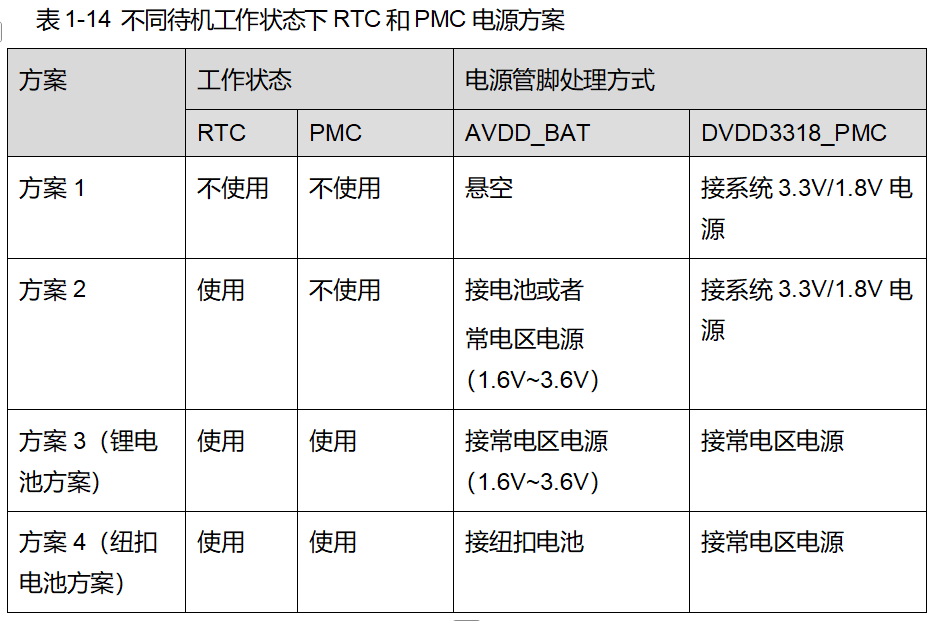 表 1-14 不同待机工作状态下 RTC 和 PMC 电源方案
方案 工作状态 电源管脚处理方式
RTC PMC AVDD_BAT DVDD3318_PMC
方案 1 不使用 不使用 悬空 接系统 3.3V/1.8V 电
源
方案 2 使用 不使用 接电池或者 接系统 3.3V/1.8V 电
常电区电源 源
（1.6V~3.6V）
方案 3（锂电 使用 使用 接常电区电源 接常电区电源
池方案） （1.6V~3.6V）
方案 4（纽扣 使用 使用 接纽扣电池 接常电区电源
电池方案）